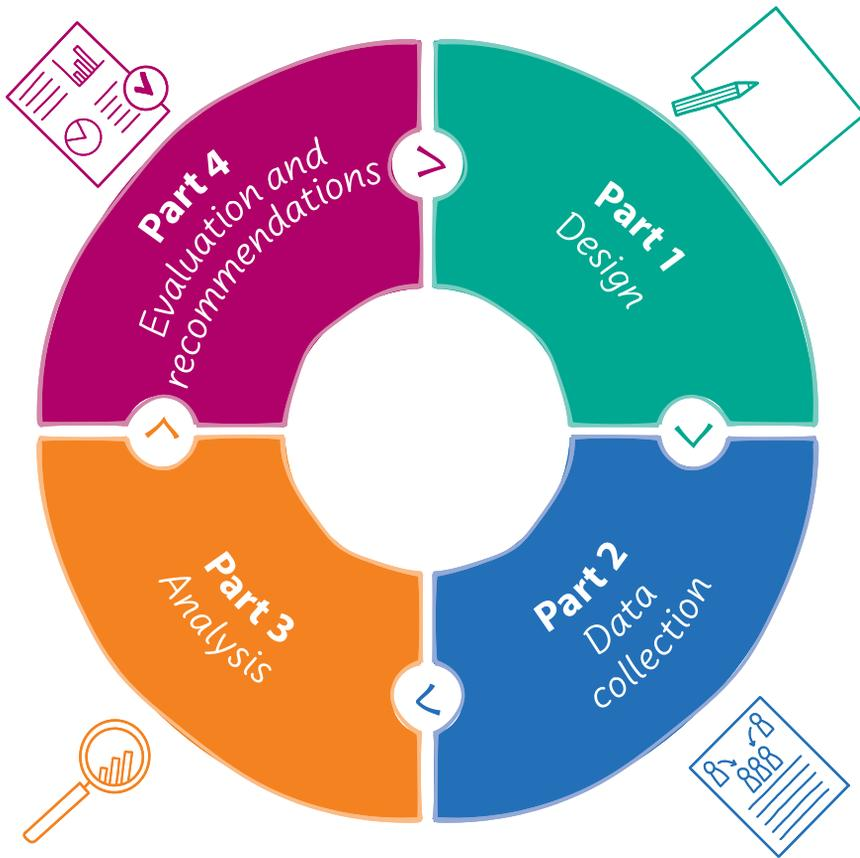 Part 1
Design
Part 2
Data
collection
Part 3
Analysis
Part 4
Evaluation and
recommendations